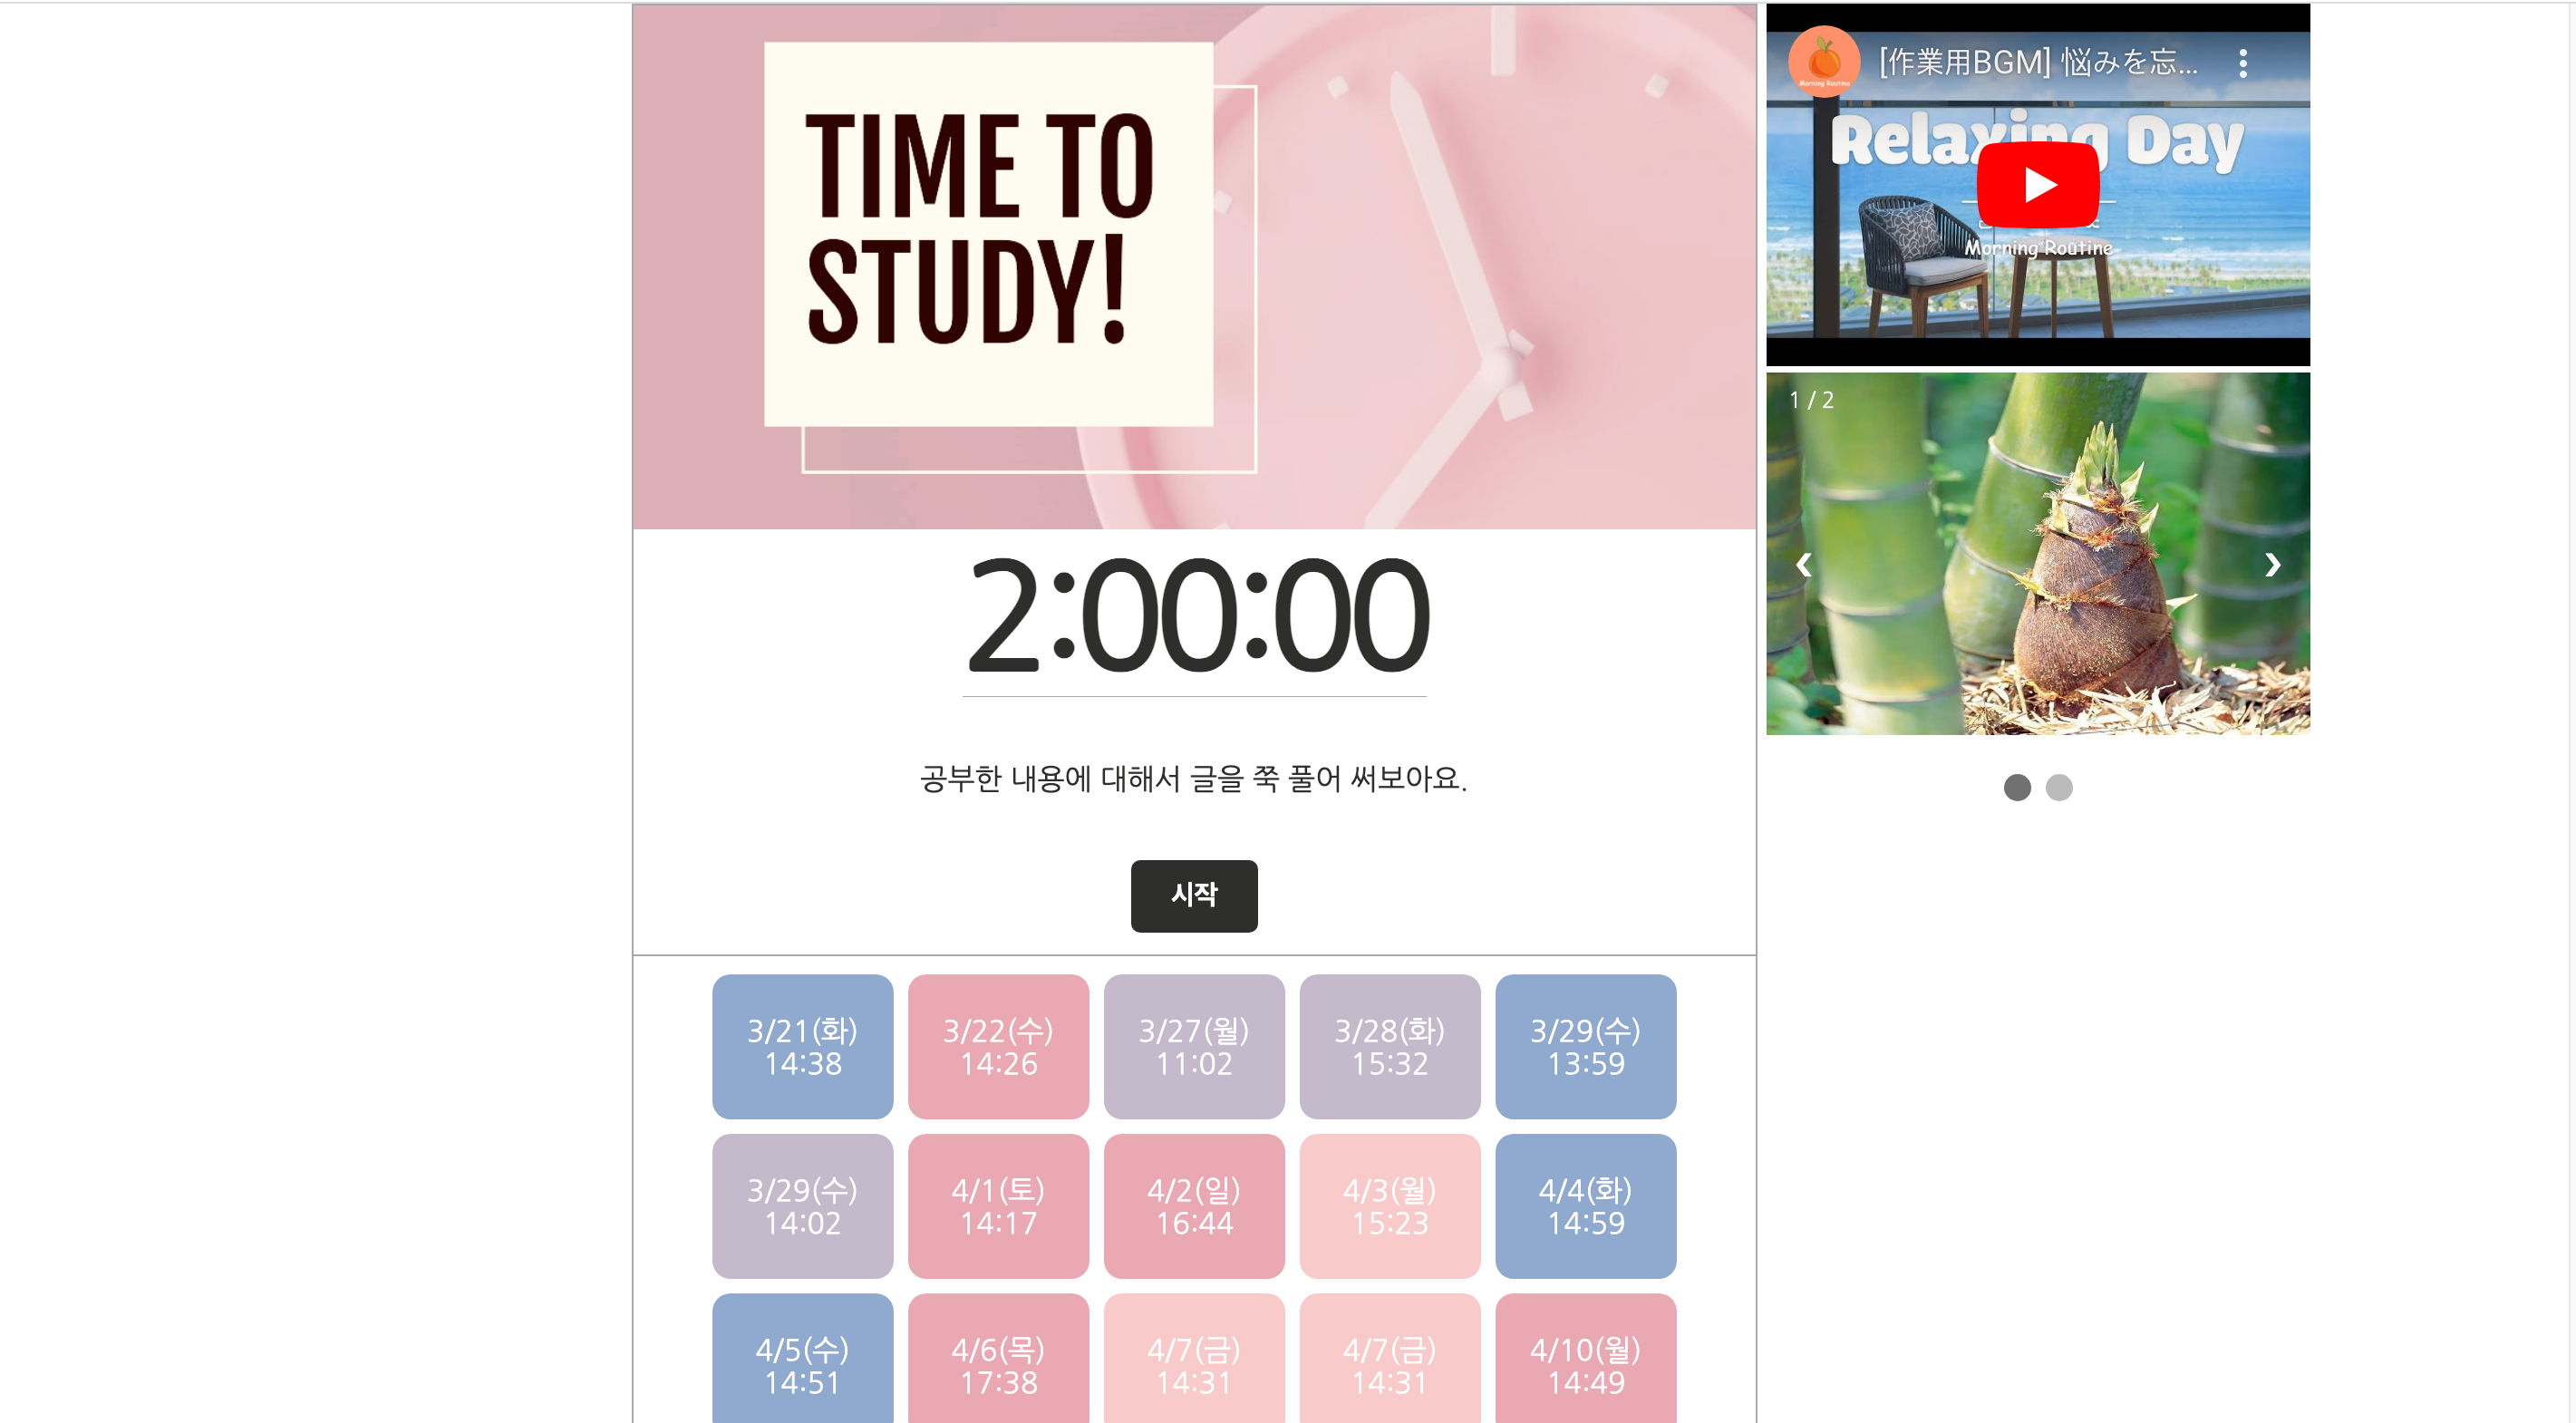 TIME TO
STUDY!
2:00:00
공부한 내용에 대해서 글을 쭉 풀어 써보아요.
시작
3/21(화)
14:38
3/22(수)
14:26
3/27(월)
11:02
3/28(화)
15:32
3/29(수)
13:59
3/29(수)
14:02
4/1(토)
14:17
4/2(일)
16:44
4/3(월)
15:23
4/4(화)
14:59
4/5(수)
14:51
4/6(목)
17:38
4/7(금)
14:31
4/7(금)
14:31
4/10(월)
14:49
Morning Routine
[作業用BGM] 悩みを忘...
Relaxing Day
Morning Routine
1 / 2